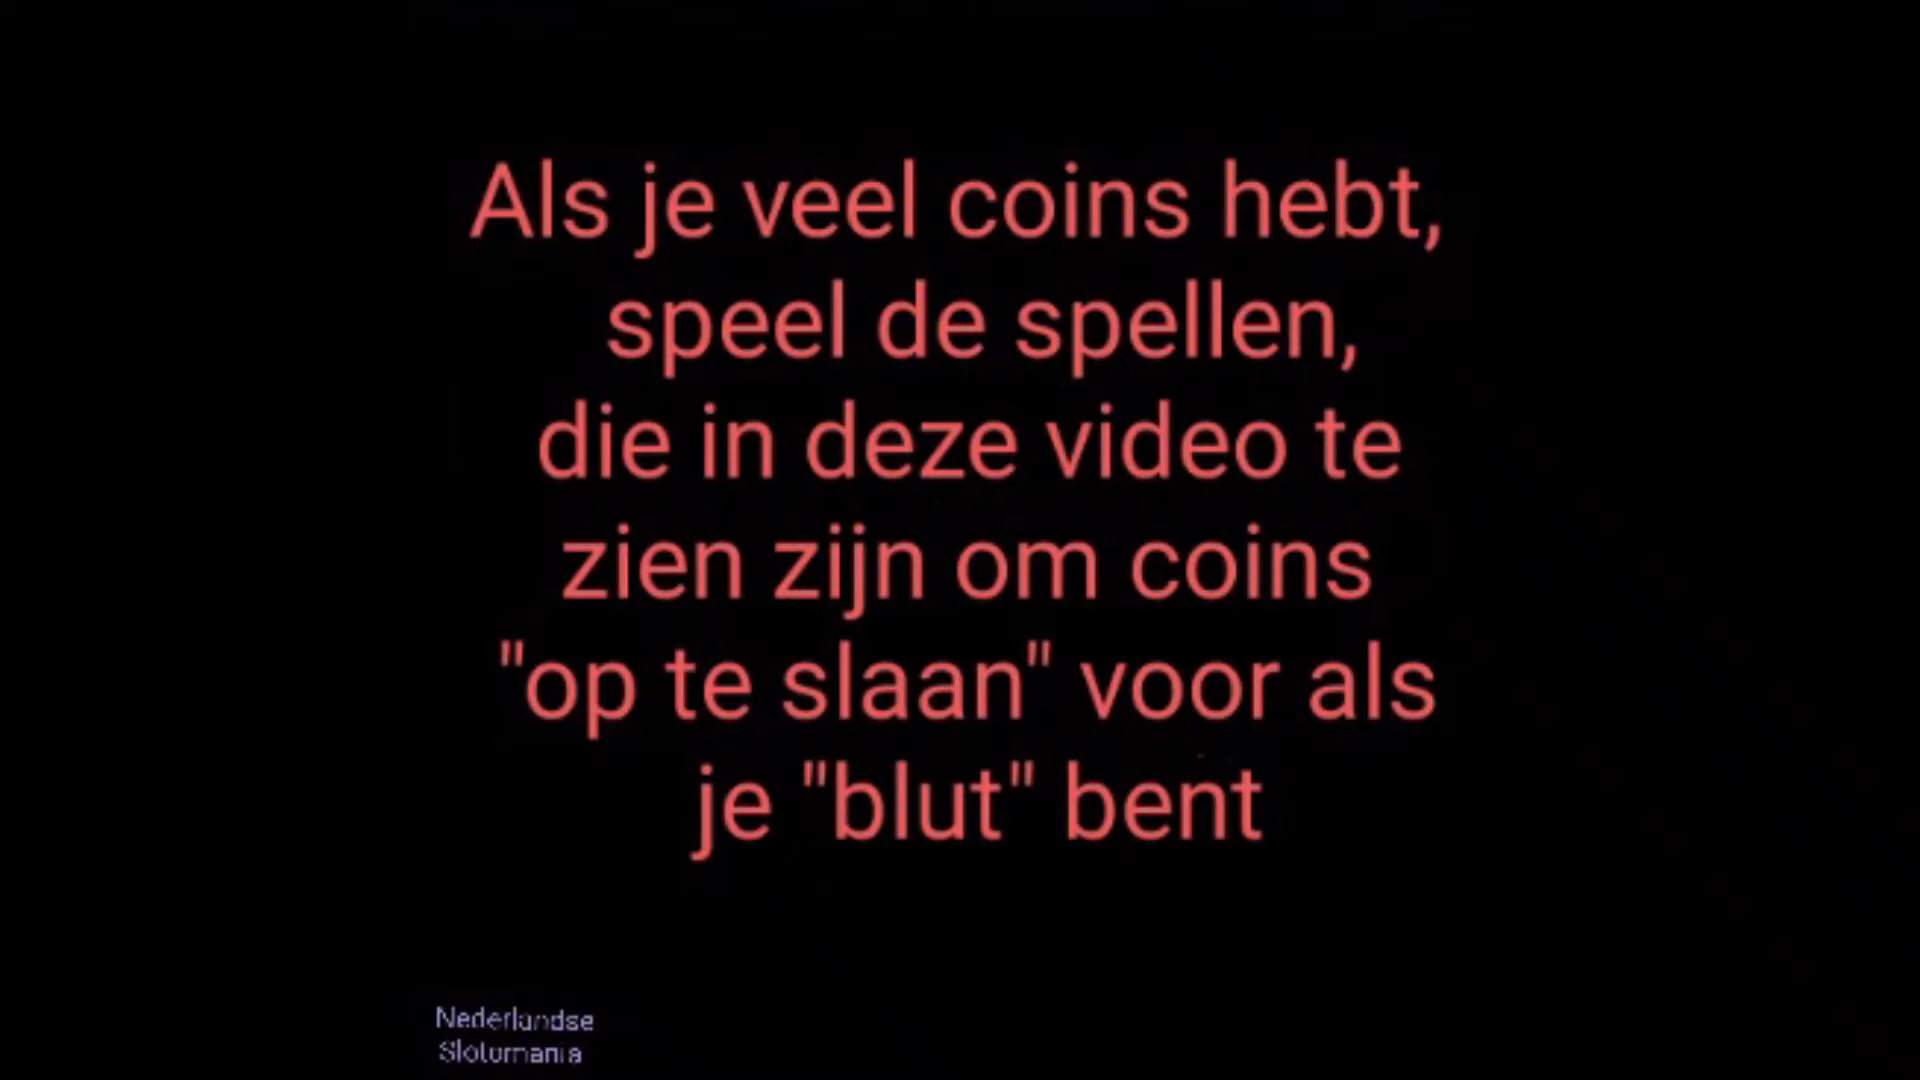 Als je veel coins hebt,
speel de spellen,
die in deze video te
zien zijn om coins
"op te slaan" voor als
je "blut" bent
Nederlandse
Slotomania